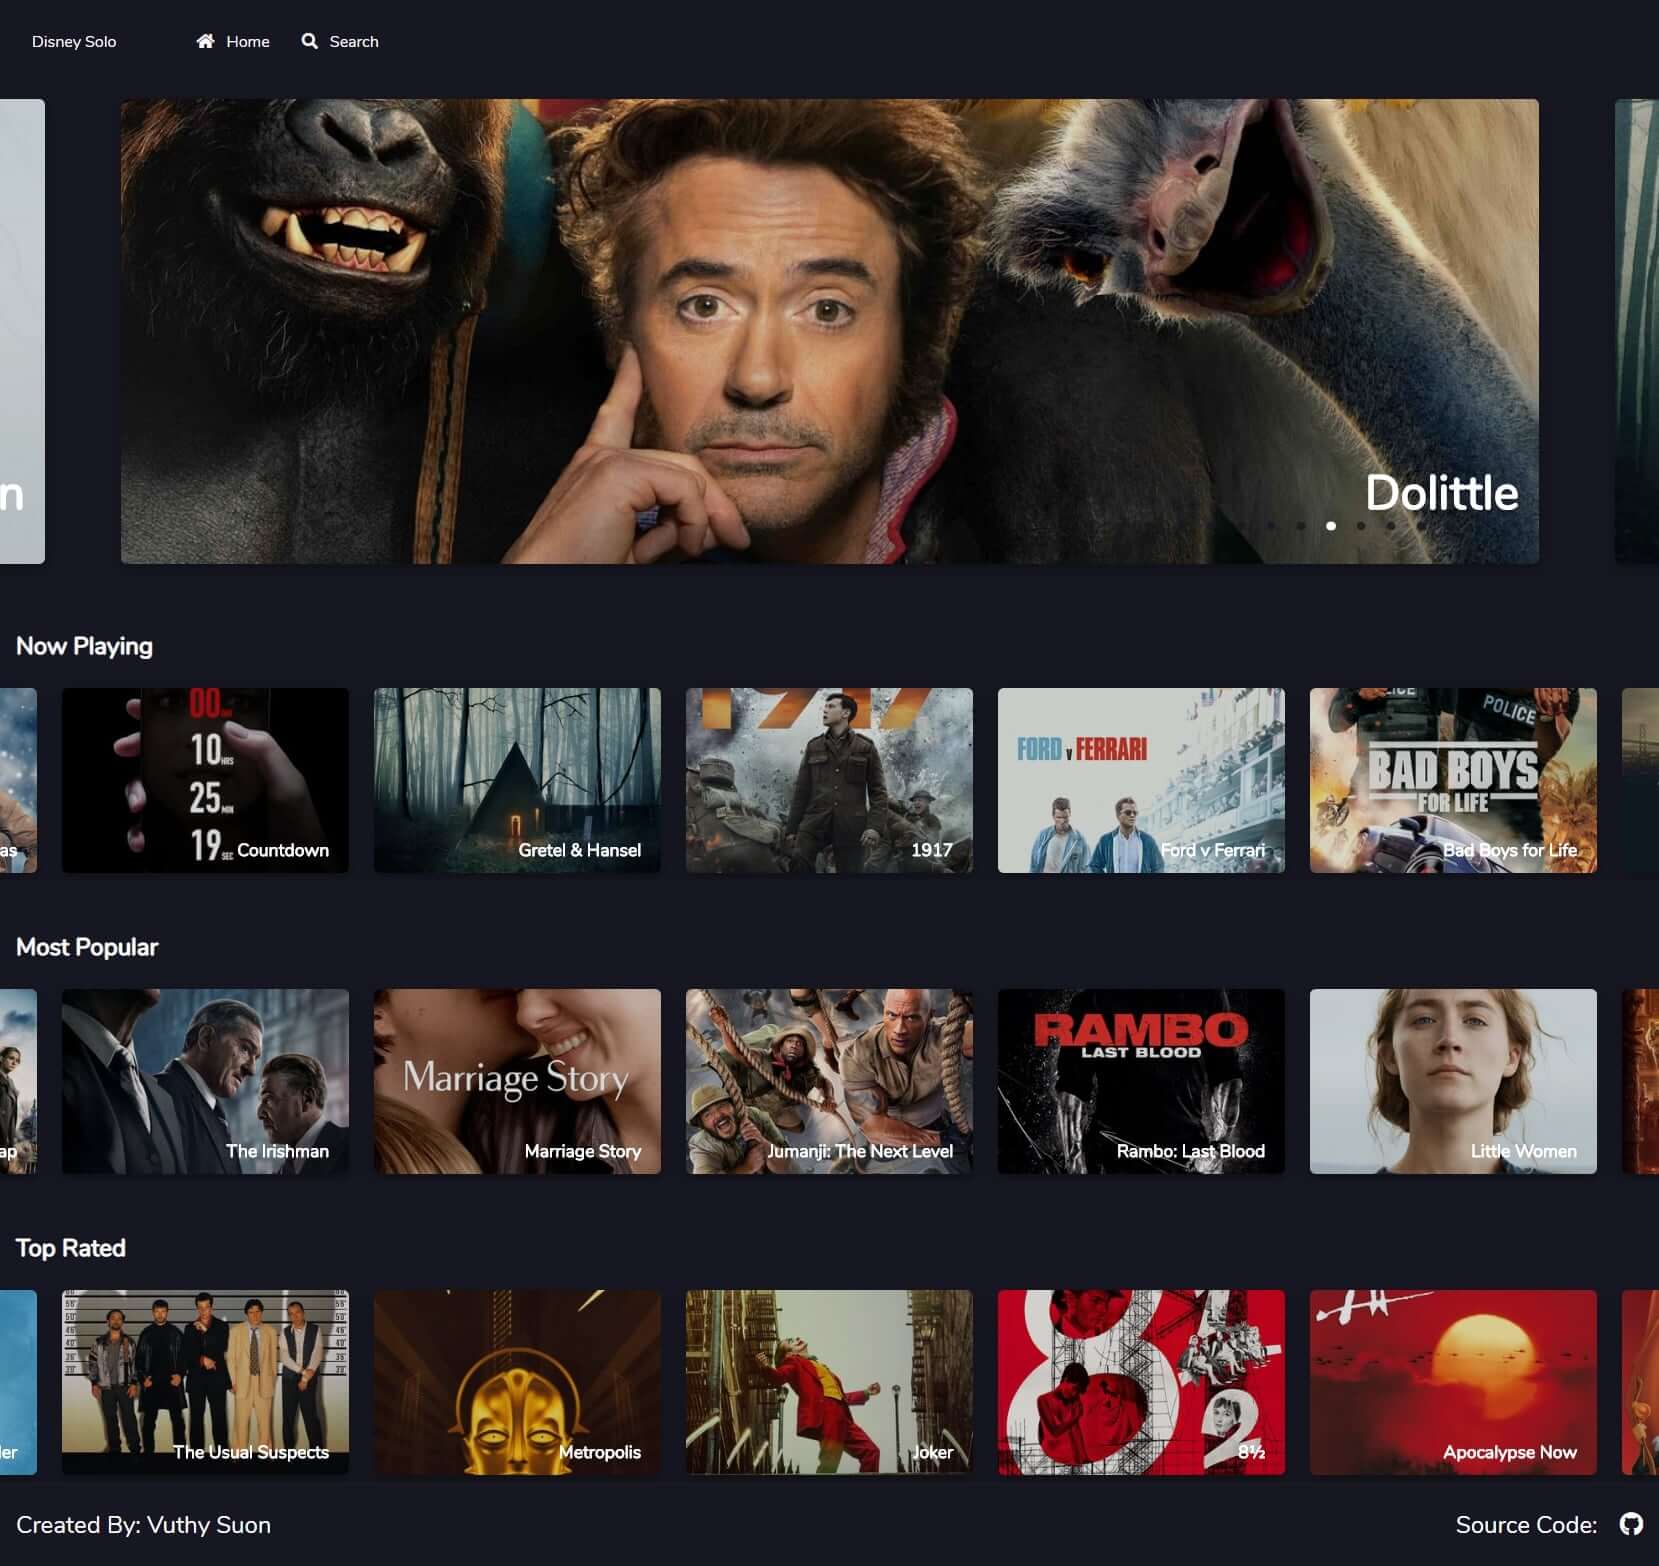 Disney Solo Home Search
n
Dolittle
Now Playing
as
00
10 HRS
25 MIN
19 SEC
Countdown
Gretel & Hansel
1917
1917
FORD v FERRARI
Ford v Ferrari
POLICE
BAD BOYS
FOR LIFE
Bad Boys for Life
Most Popular
ap
The Irishman
Marriage Story
Marriage Story
Jumanji: The Next Level
RAMBO
LAST BLOOD
Rambo: Last Blood
Little Women
Top Rated
ler
The Usual Suspects
Metropolis
Joker
8½
8½
Apocalypse Now
Created By: Vuthy Suon
Source Code: